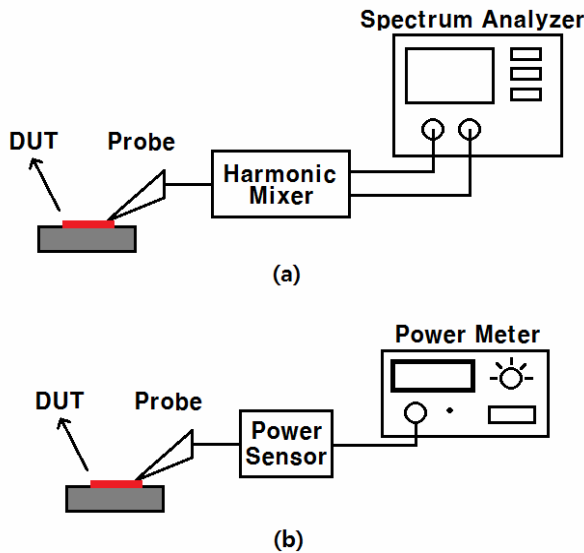 Spectrum Analyzer
DUT
Probe
Harmonic
Mixer
(a)
Power Meter
DUT
Probe
Power
Sensor
(b)